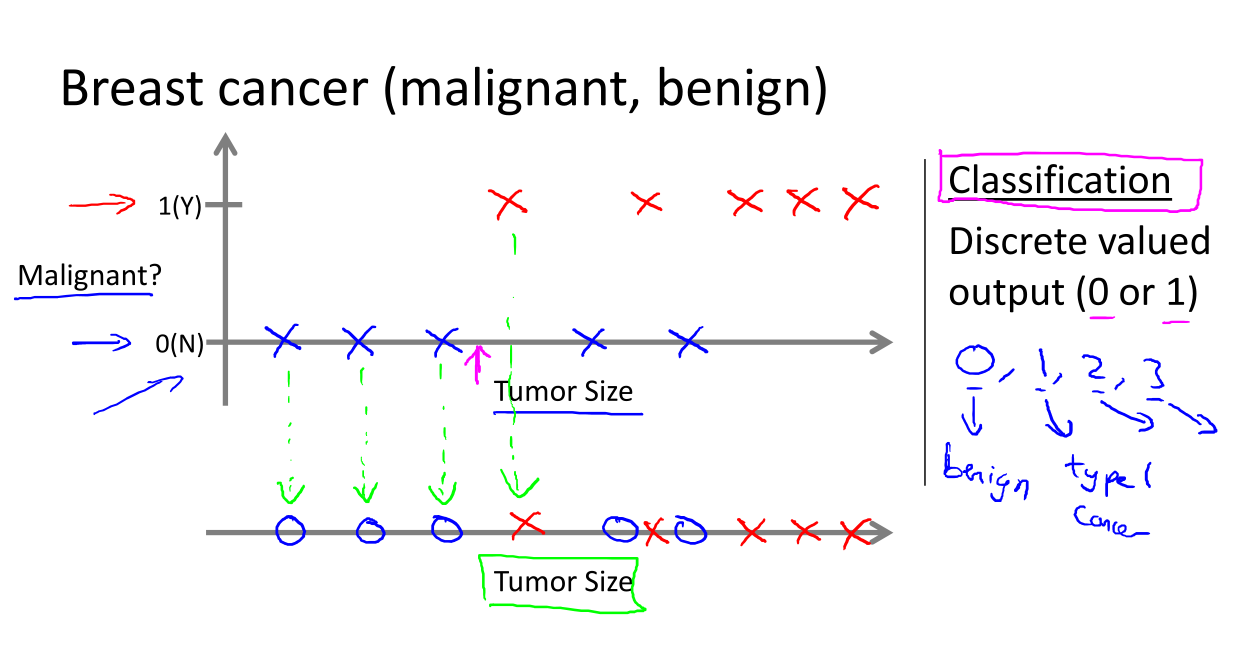 Breast cancer (malignant, benign)
1(Y)
Malignant?
0(N)
Tumor Size
Tumor Size
Classification
Discrete valued
output (0 or 1)
0, 1, 2, 3
benign
type 1
cancer